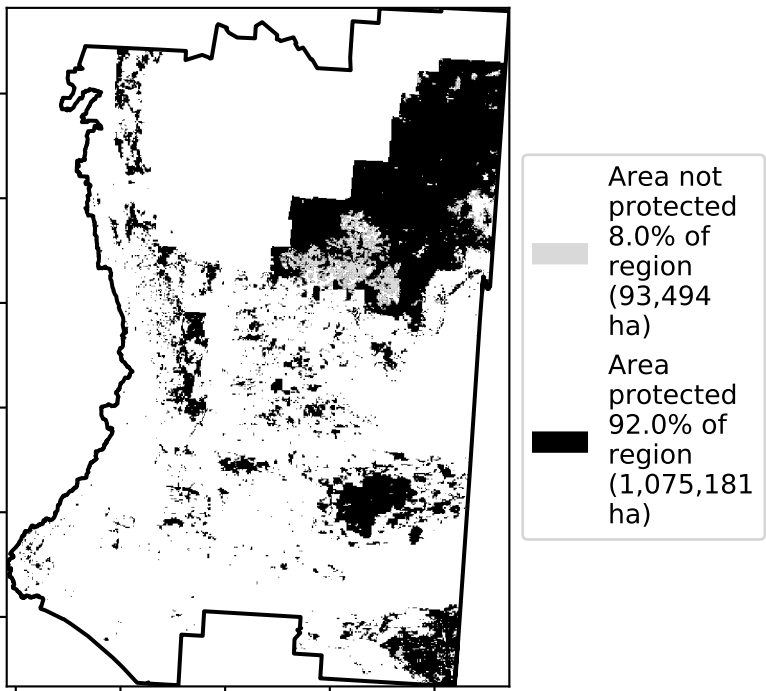 Area not
protected
8.0% of
region
(93,494
ha)
Area
protected
92.0% of
region
(1,075,181
ha)